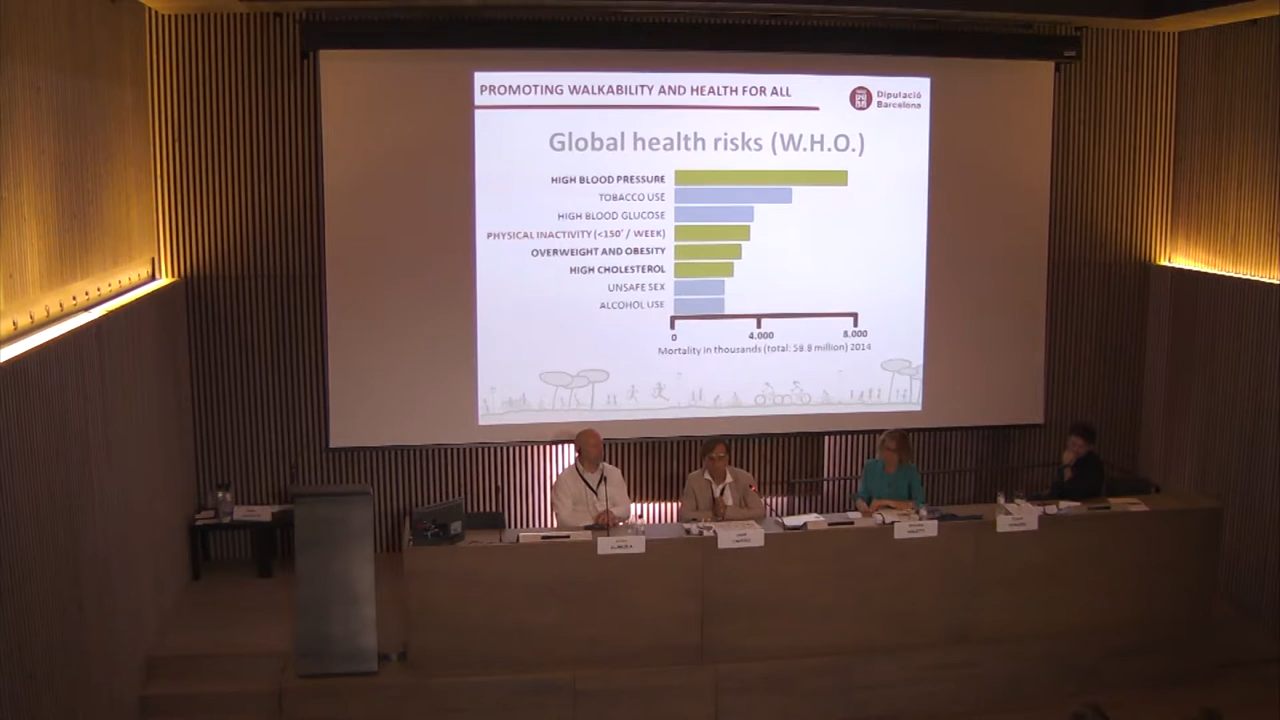 PROMOTING WALKABILITY AND HEALTH FOR ALL
Diputació
Barcelona
Global health risks (W.H.O.)
HIGH BLOOD PRESSURE
TOBACCO USE
HIGH BLOOD GLUCOSE
PHYSICAL INACTIVITY (<150' / WEEK)
OVERWEIGHT AND OBESITY
HIGH CHOLESTEROL
UNSAFE SEX
ALCOHOL USE
0 4.000 8.000
Mortality in thousands (total: 58.8 million) 2014